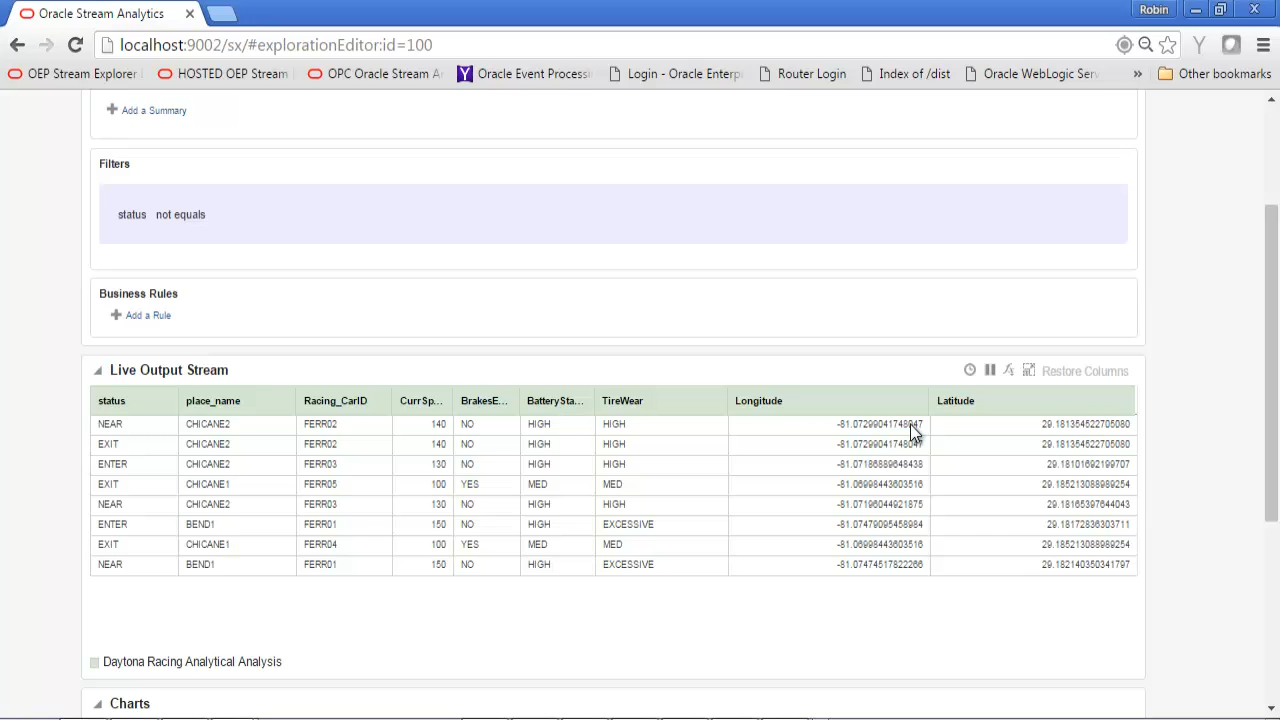 Oracle Stream Analytics
Robin
localhost:9002/sx/#explorationEditor:id=100
OEP Stream Explorer HOSTED OEP Stream OPC Oracle Stream A Oracle Event Process Login - Oracle Enterp Router Login Index of /dist Oracle WebLogic Serv » Other bookmarks
Add a Summary
Filters
status not equals
Business Rules
Add a Rule
Live Output Stream
Restore Columns
status place_name Racing_CarID CurrSp... BrakesE... BatterySta... TireWear Longitude Latitude
NEAR CHICANE2 FERR02 140 NO HIGH HIGH 29.181354522705080
EXIT CHICANE2 FERR02 140 NO HIGH HIGH 29.181354522705080
ENTER CHICANE2 FERR03 130 NO HIGH HIGH -81.07186889648438 29.18101692199707
EXIT CHICANE1 FERR05 100 YES MED MED -81.06998443603516 29.185213088989254
NEAR CHICANE2 FERR03 130 NO HIGH HIGH -81.07196044921875 29.18165397644043
ENTER BEND1 FERR01 150 NO HIGH EXCESSIVE -81.07479095458984 29.18172836303711
EXIT CHICANE1 FERR04 100 YES MED MED -81.06998443603516 29.185213088989254
NEAR BEND1 FERR01 150 NO HIGH EXCESSIVE -81.07474517822266 29.182140350341797
Daytona Racing Analytical Analysis
Charts